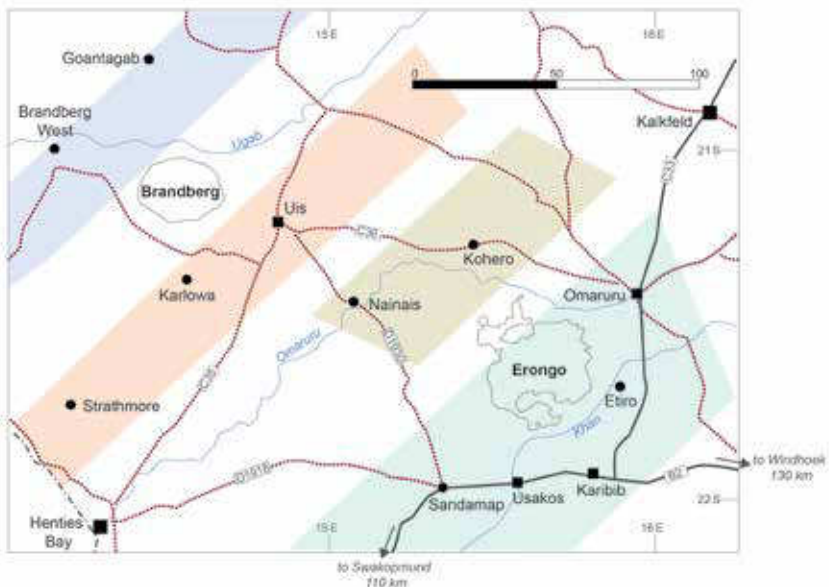 15 E
16 E
Goantagab
0
50
100
Brandberg
West
Ugab
Kalkfeld
21 S
C33
Brandberg
Uis
C36
Kohero
Karlowa
Nainais
Omaruru
Omaruru
D1930
Erongo
C35
Etiro
Strathmore
Khan
D1918
to Windhoek
130 km
B2
Sandamap
Usakos
Karibib
22 S
Henties
Bay
15 E
16 E
to Swakopmund
110 km